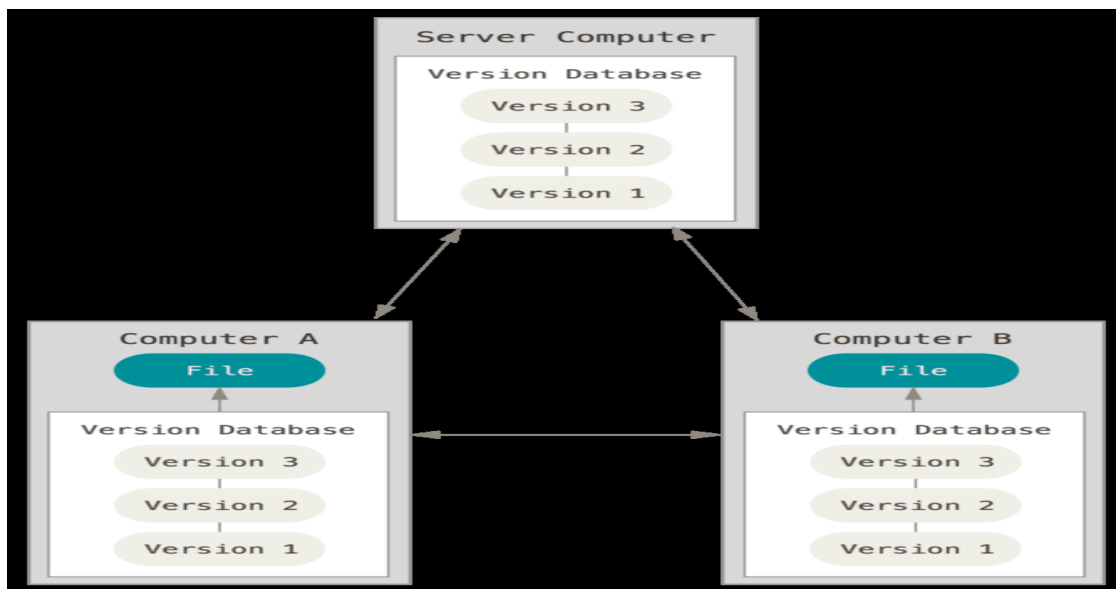 Server Computer
Version Database
Version 3
Version 2
Version 1
Computer A
File
Version Database
Version 3
Version 2
Version 1
Computer B
File
Version Database
Version 3
Version 2
Version 1